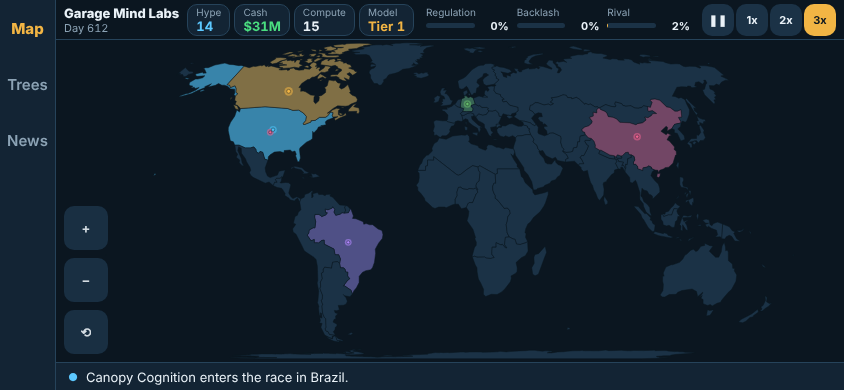 Map
Trees
News
Garage Mind Labs
Day 612
Hype
14
Cash
$31M
Compute
15
Model
Tier 1
Regulation
0%
Backlash
0%
Rival
2%
❚❚
1x
2x
3x
+
−
⟲
Canopy Cognition enters the race in Brazil.